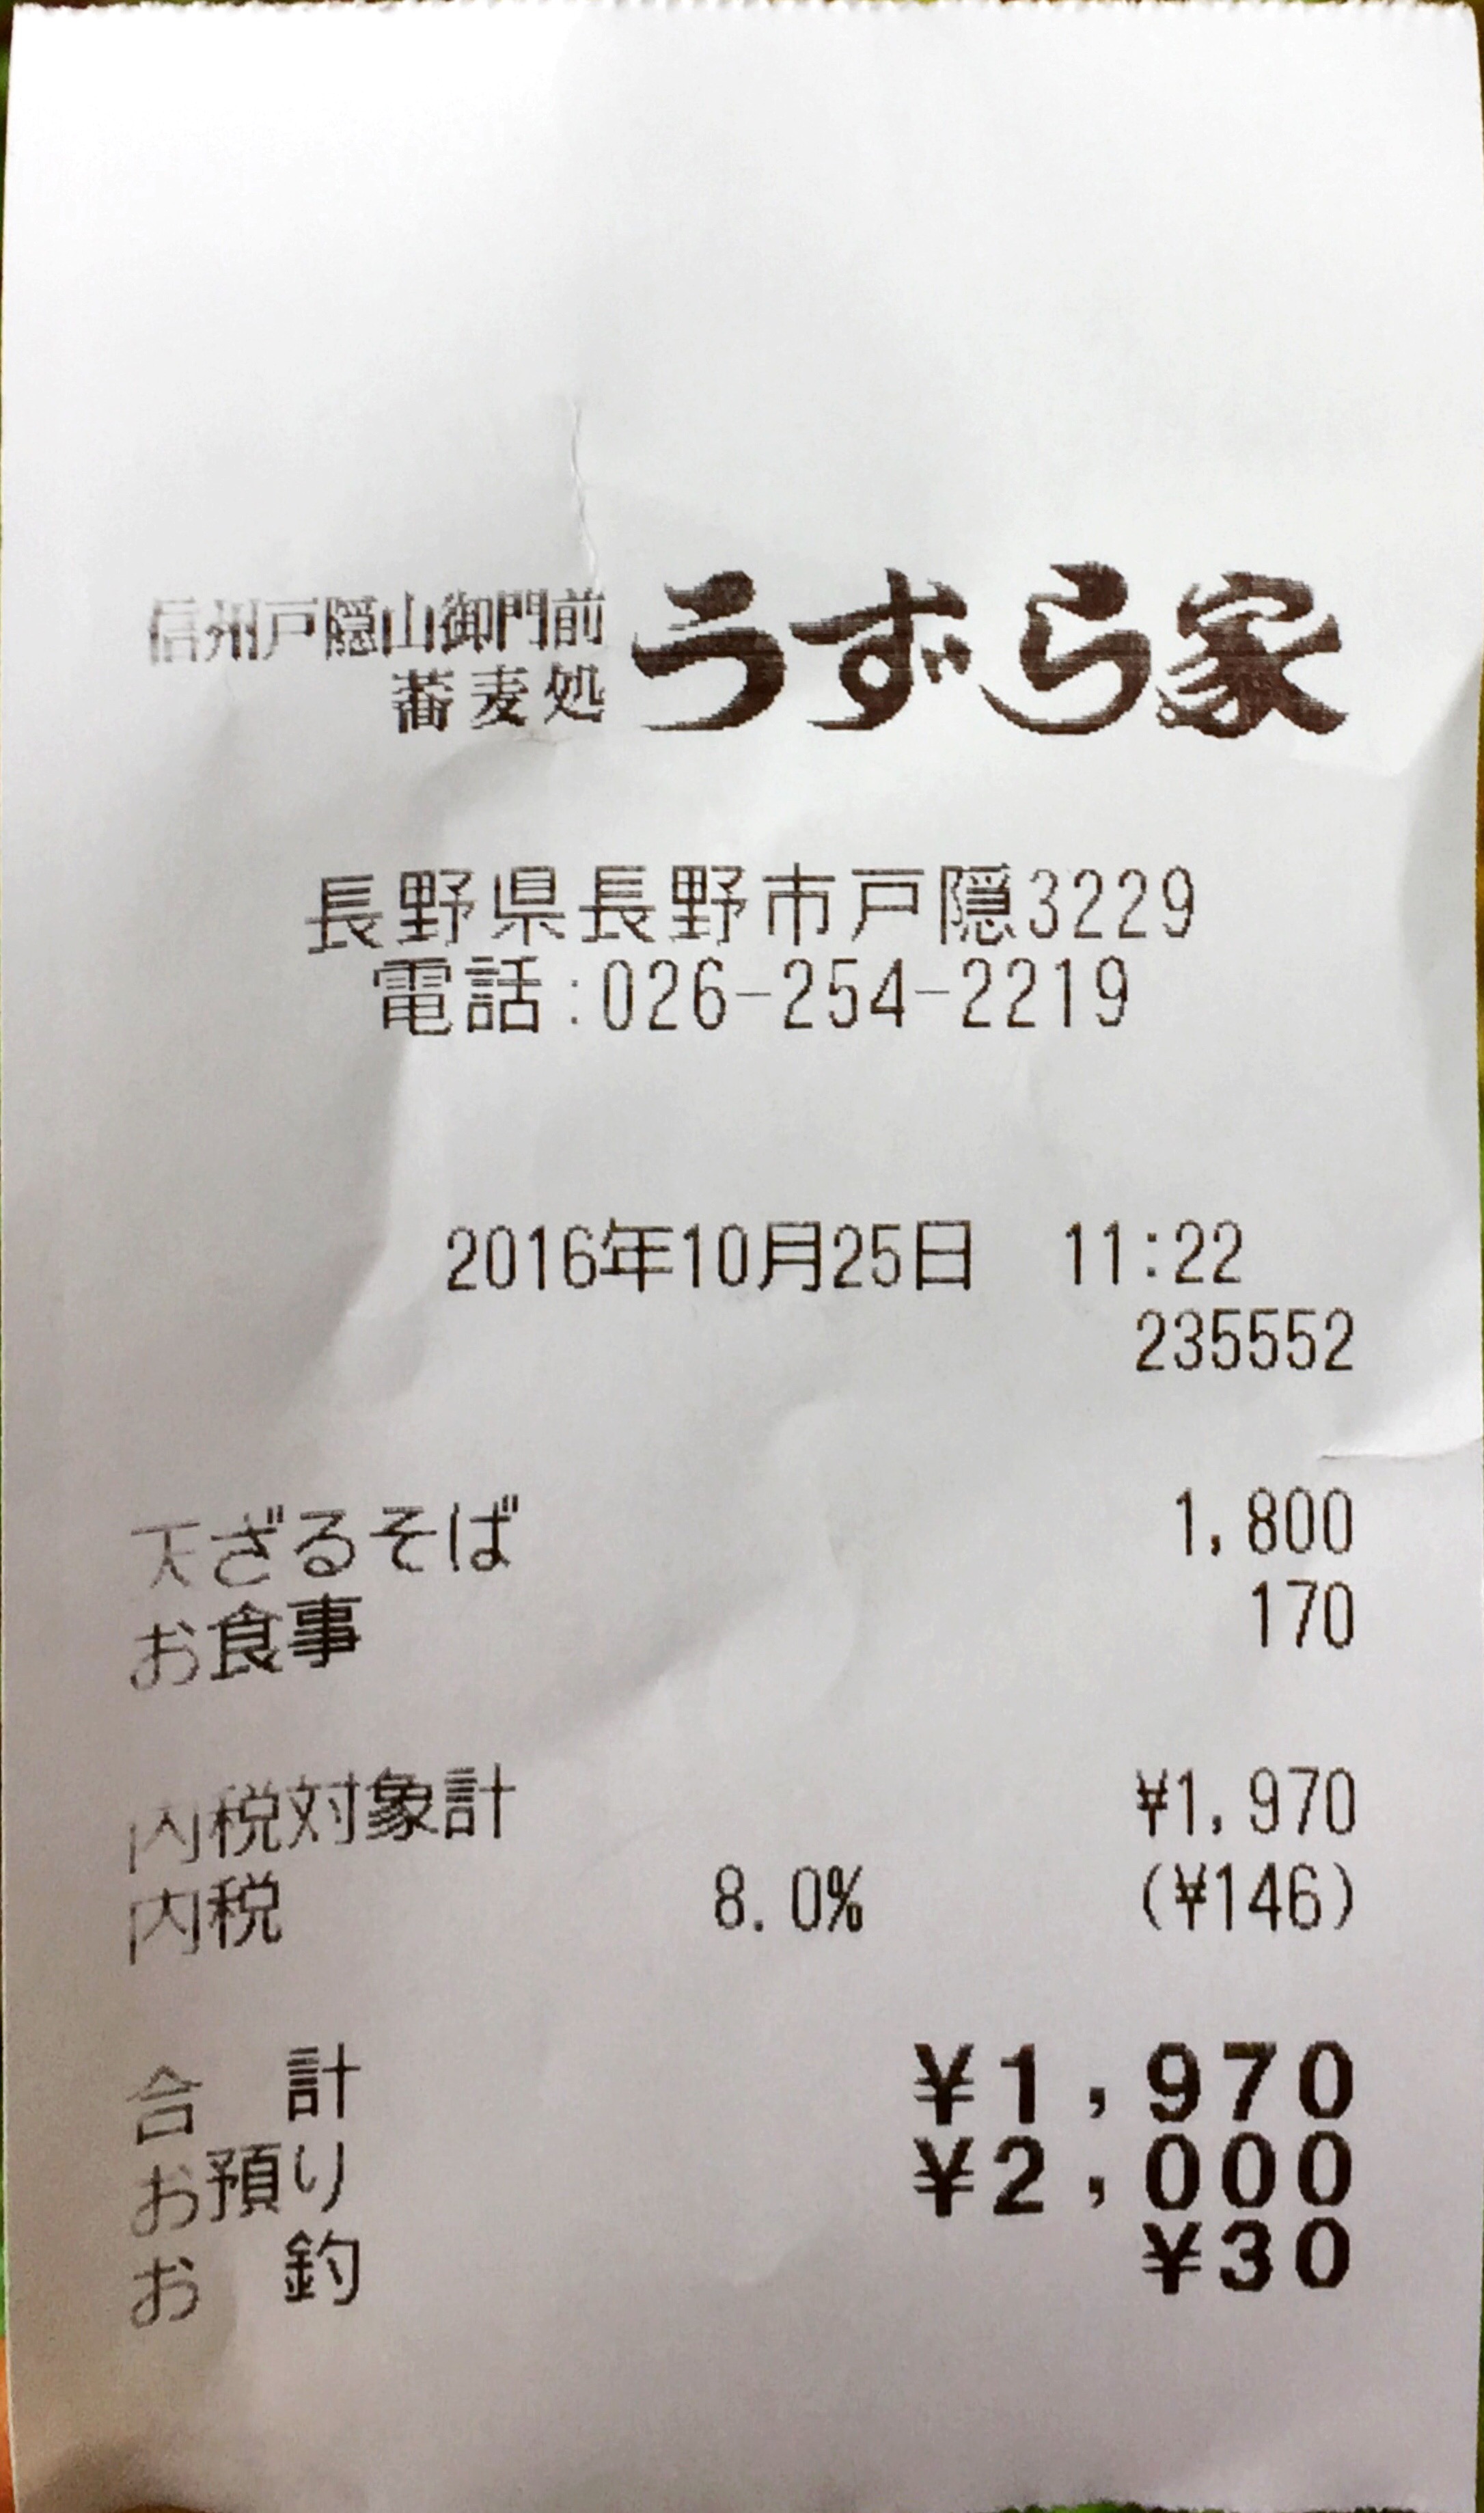 信州戸隠山御門前
蕎麦処
うずら家
長野県長野市戸隠3229
電話:026-254-2219
2016年10月25日 11:22
235552
天ざるそば 1,800
お食事 170
内税対象計 ¥1,970
内税 8.0% (¥146)
合 計 ¥1,970
お預り ¥2,000
お 釣 ¥30